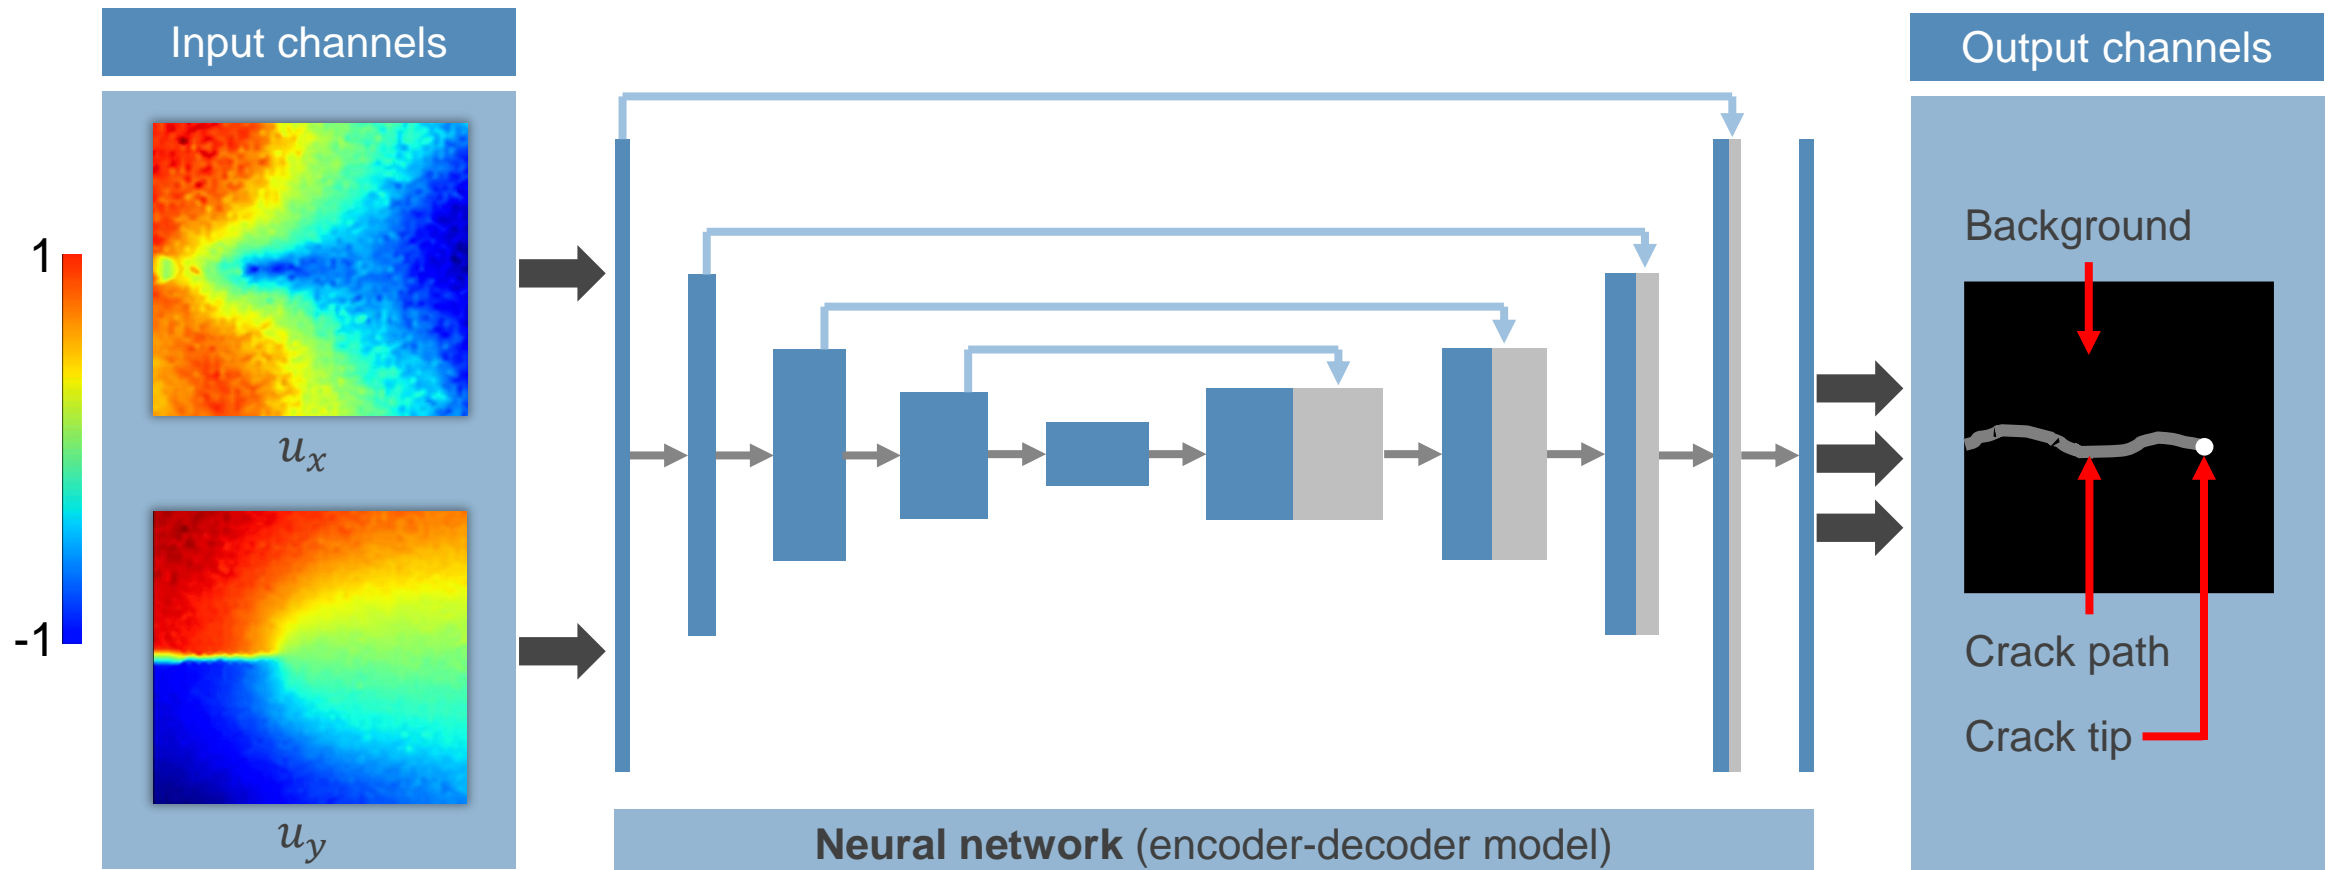 Input channels
1
-1
u_x
u_y
Neural network (encoder-decoder model)
Output channels
Background
Crack path
Crack tip